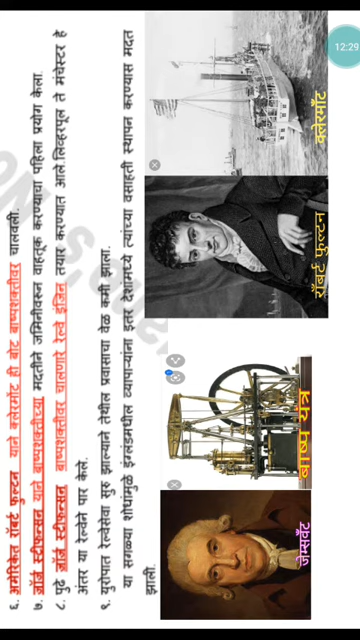 ६. अमेरिकेत रॉबर्ट फुल्टन याने क्लेरमॉट ही बोट बाष्पशक्तीवर चालवली.
७. जॉर्ज स्टीफन्सन याने बाष्पशक्तीच्या मदतीने जमिनीवरून वाहतूक करण्याचा पहिला प्रयोग केला.
८. पुढे जॉर्ज स्टीफन्सन बाष्पशक्तीवर चालणारे रेल्वे इंजिन तयार करण्यात आले.लिव्हरपूल ते मंचेस्टर हे
अंतर या रेल्वेने पार केले.
९. युरोपात रेल्वेसेवा सुरु झाल्याने तेथील प्रवासाचा वेळ कमी झाला.
या सगळ्या शोधांमुळे इंग्लंडमधील व्यापाऱ्यांना इतर देशांमध्ये त्यांच्या वसाहती स्थापन करण्यास मदत
झाली.
जेम्सवॅट
बाष्प यंत्र
रॉबर्ट फुल्टन
क्लेरमॉट
12:29